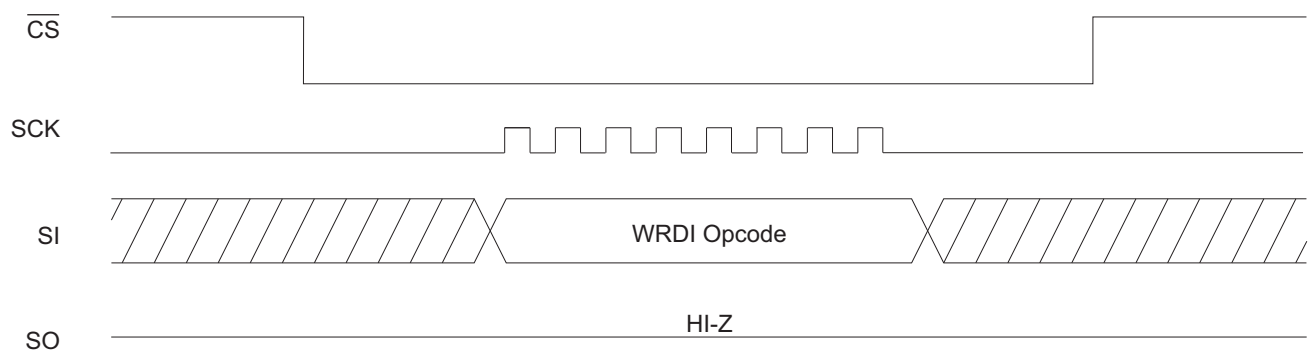 CS
SCK
SI
WRDI Opcode
HI-Z
SO